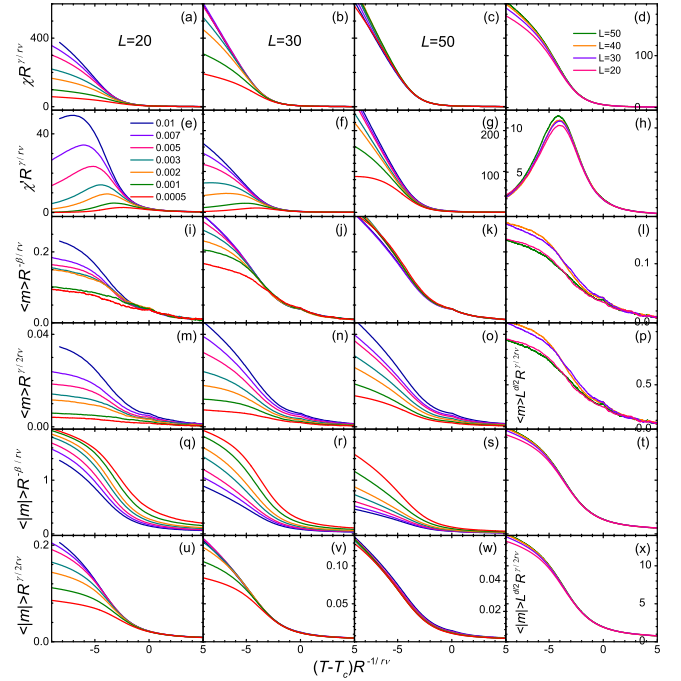 (a)
L=20
(b)
L=30
(c)
L=50
(d)
L=50
L=40
L=30
L=20
χR^{γ/rν}
400
0
100
0
(e)
0.01
0.007
0.005
0.003
0.002
0.001
0.0005
(f)
(g)
(h)
χ'R^{γ/rν}
40
0
10
200
5
100
(i)
(j)
(k)
(l)
<m>R^{-β/rν}
0.2
0.0
0.1
0.0
(m)
(n)
(o)
(p)
<m>R^{γ/2rν}
0.04
0.00
<m>L^{d/2}R^{γ/2rν}
0.5
0.0
(q)
(r)
(s)
(t)
<|m|>R^{-β/rν}
1
0
1
(u)
(v)
(w)
(x)
<|m|>R^{γ/2rν}
0.2
0.0
0.10
0.05
0.04
0.02
<|m|>L^{d/2}R^{γ/2rν}
5
0
-5 0 5 -5 0 5 -5 0 5 -5 0 5
(T-T_c)R^{-1/rν}